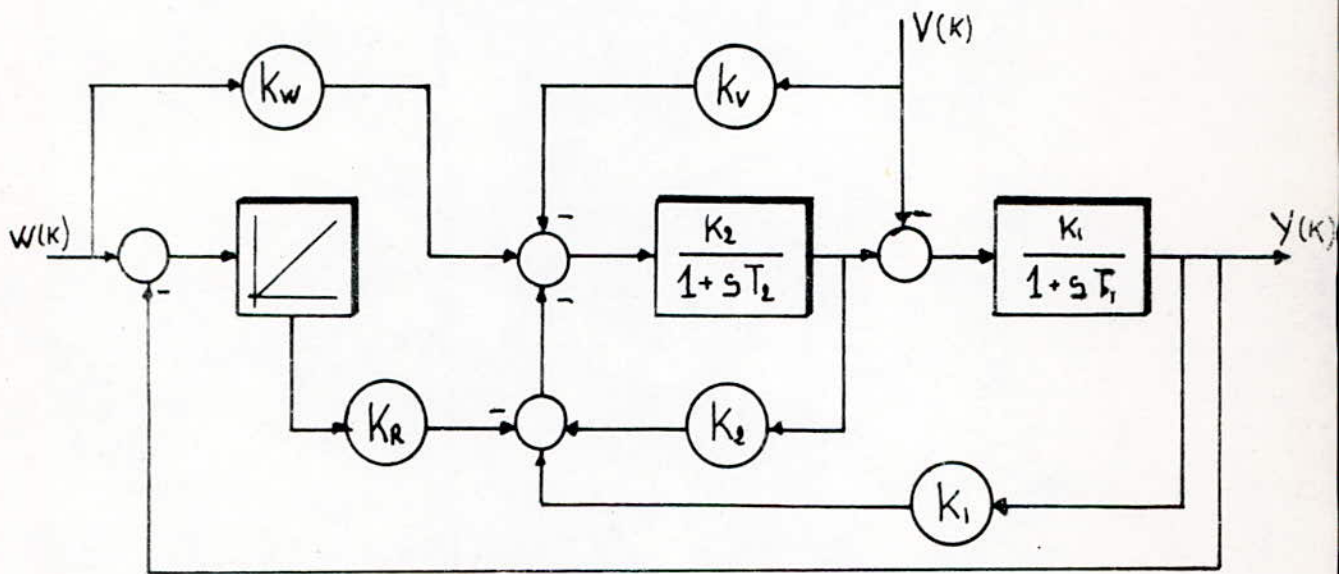 V(K)
Kw
Kv
W(K)
-
-
K2
1 + sT2
-
K1
1 + sT1
Y(K)
-
-
KR
-
K2
K1